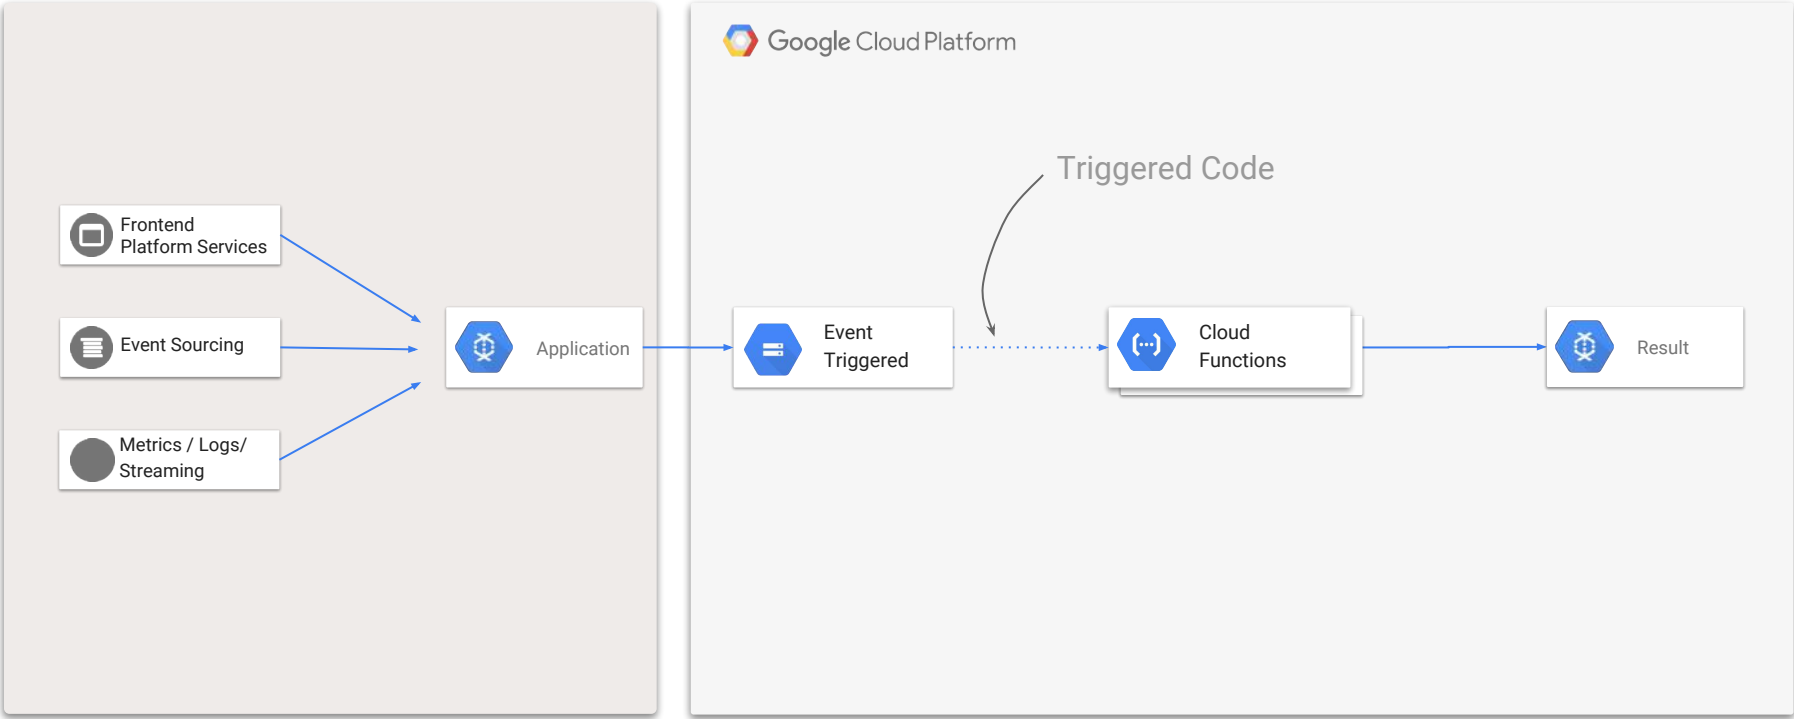 Google Cloud Platform
Triggered Code
Frontend
Platform Services
Event Sourcing
Metrics / Logs/
Streaming
Application
Event
Triggered
Cloud
Functions
Result